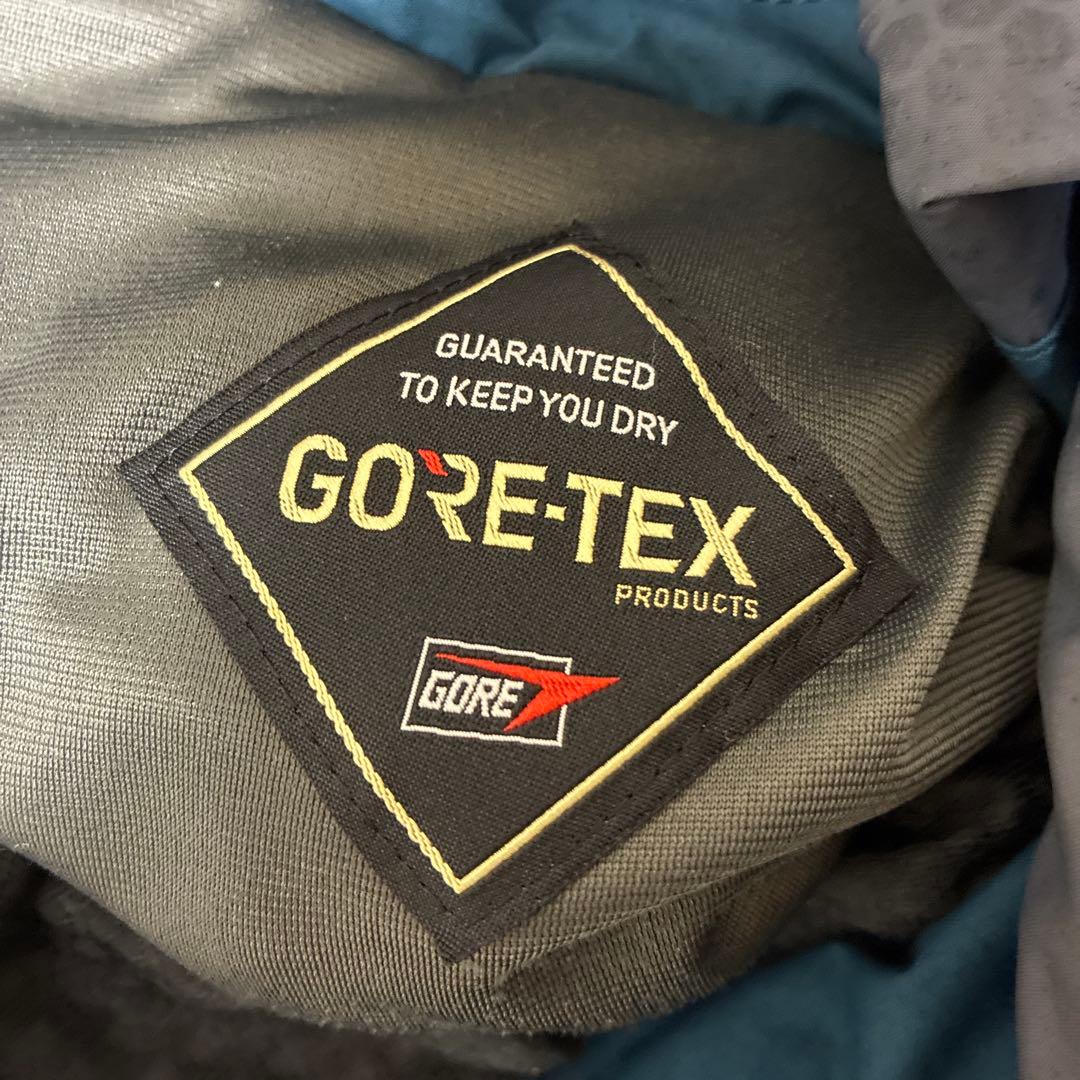 GUARANTEED
TO KEEP YOU DRY
GORE-TEX
PRODUCTS
GORE